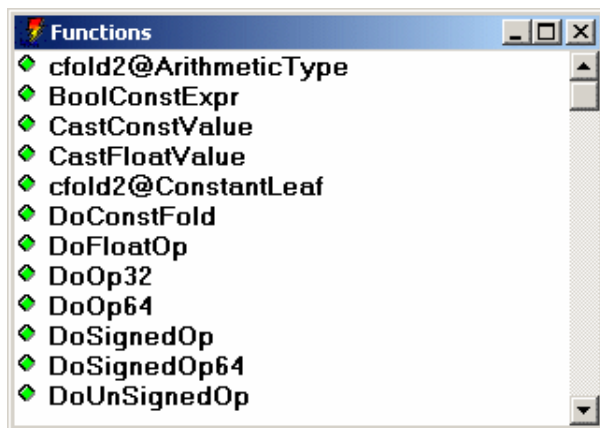 Functions
cfold2@ArithmeticType
BoolConstExpr
CastConstValue
CastFloatValue
cfold2@ConstantLeaf
DoConstFold
DoFloatOp
DoOp32
DoOp64
DoSignedOp
DoSignedOp64
DoUnSignedOp